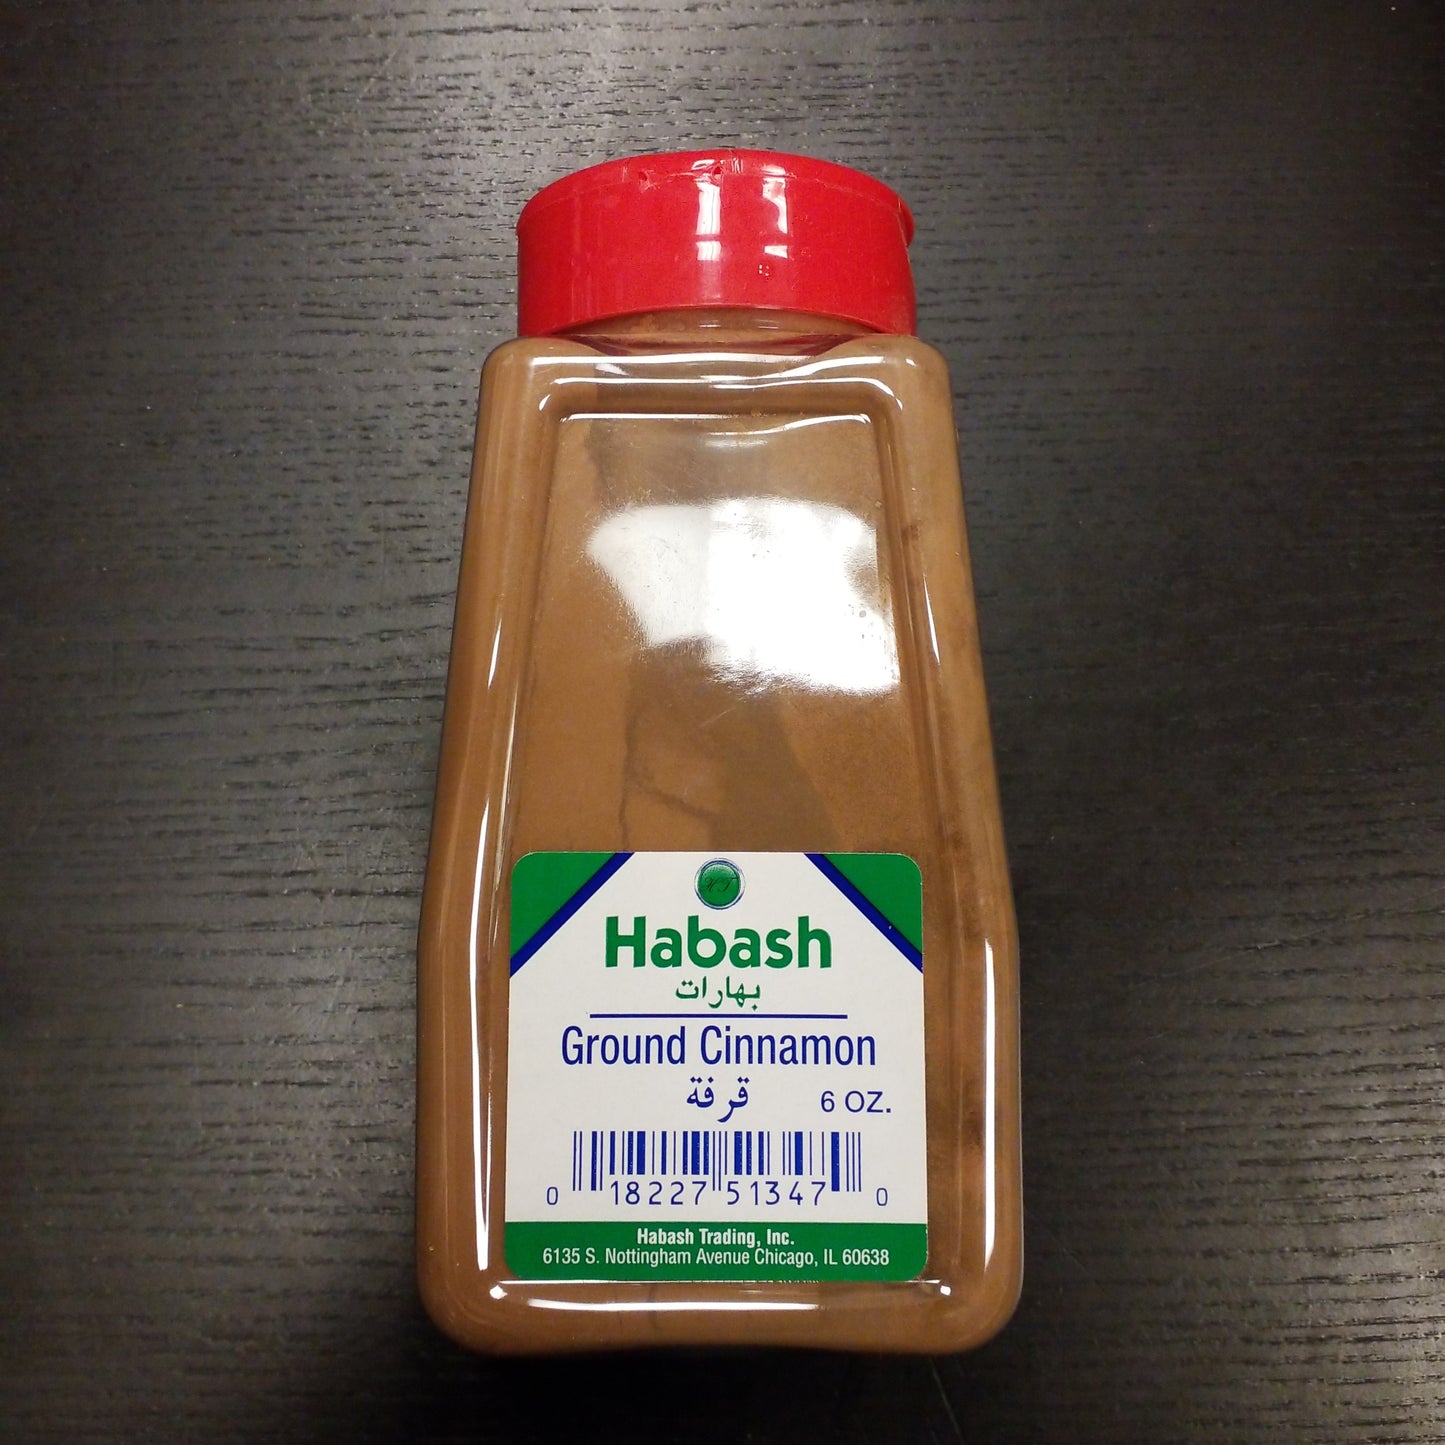 HT
Habash
بهارات
Ground Cinnamon
قرفة 6 OZ.
0 18227 51347 0
Habash Trading, Inc.
6135 S. Nottingham Avenue Chicago, IL 60638